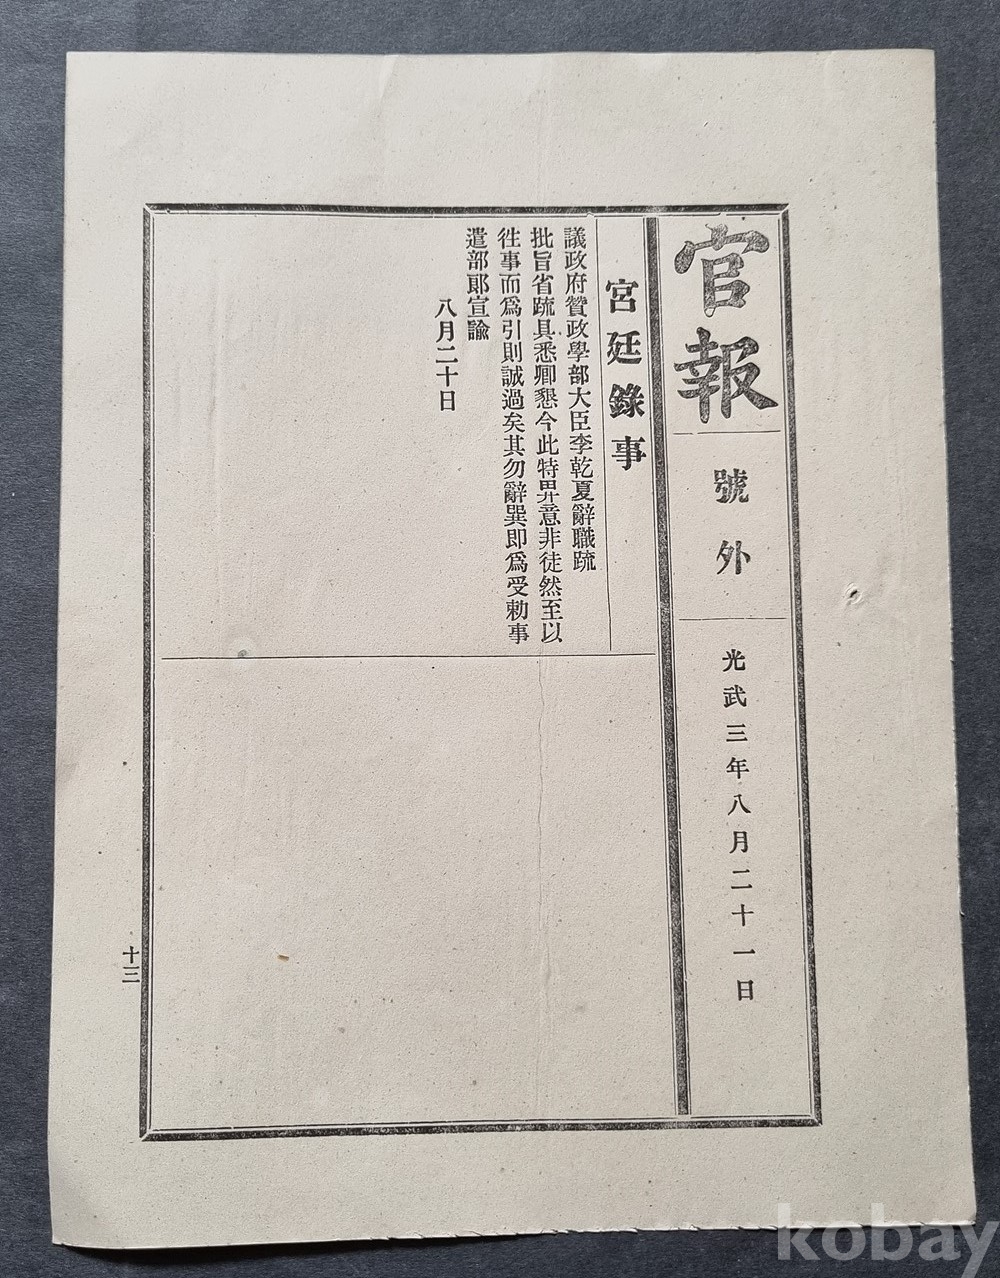 官報
號外
光武三年八月二十一日
宮廷錄事
議政府贊政學部大臣李乾夏辭職疏
批旨省疏具悉卿懇今此特畀意非徒然至以
徃事而爲引則誠過矣其勿辭巽卽爲受勅事
遣部郞宣諭
八月二十日
十三
kobay